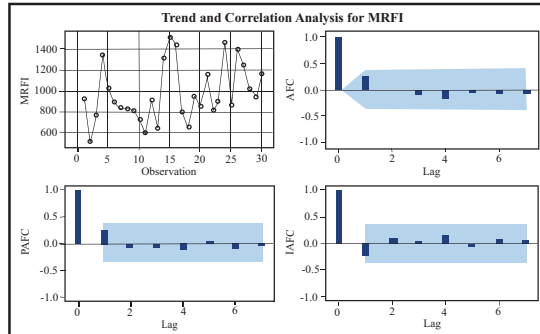 Trend and Correlation Analysis for MRFI
MRFI
1400
1200
1000
800
600
0 5 10 15 20 25 30
Observation
AFC
1.0
0.5
0.0
-0.5
-1.0
0 2 4 6
Lag
PAFC
1.0
0.5
0.0
-0.5
-1.0
0 2 4 6
Lag
IAFC
1.0
0.5
0.0
-0.5
-1.0
0 2 4 6
Lag